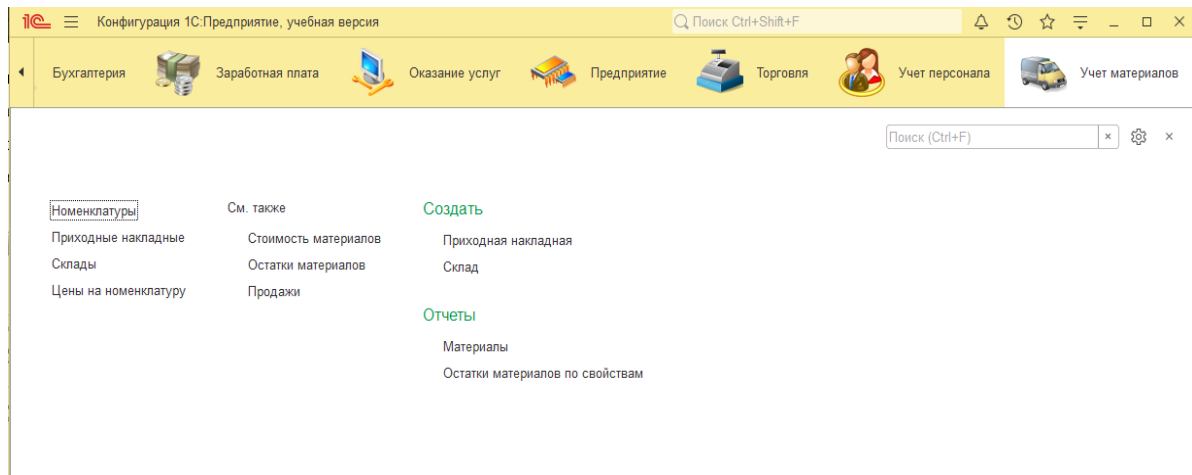 1С Конфигурация 1С:Предприятие, учебная версия Поиск Ctrl+Shift+F
Бухгалтерия Заработная плата Оказание услуг Предприятие Торговля Учет персонала Учет материалов
Поиск (Ctrl+F)
Номенклатуры
Приходные накладные
Склады
Цены на номенклатуру
См. также
Стоимость материалов
Остатки материалов
Продажи
Создать
Приходная накладная
Склад
Отчеты
Материалы
Остатки материалов по свойствам